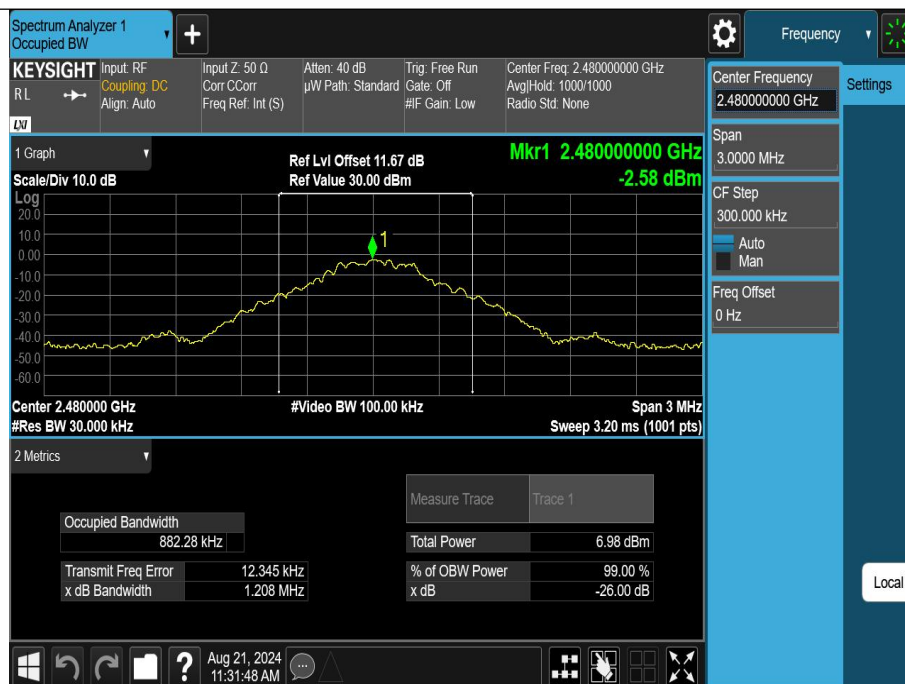 Spectrum Analyzer 1
Occupied BW
+
Frequency
KEYSIGHT
R L
LXI
Input: RF
Coupling: DC
Align: Auto
Input Z: 50 Ω
Corr CCorr
Freq Ref: Int (S)
Atten: 40 dB
µW Path: Standard
Trig: Free Run
Gate: Off
#IF Gain: Low
Center Freq: 2.480000000 GHz
Avg|Hold: 1000/1000
Radio Std: None
Center Frequency
2.480000000 GHz
Settings
Span
3.0000 MHz
CF Step
300.000 kHz
Auto
Man
Freq Offset
0 Hz
1 Graph
Scale/Div 10.0 dB
Ref Lvl Offset 11.67 dB
Ref Value 30.00 dBm
Mkr1 2.480000000 GHz
-2.58 dBm
Log
20.0
10.0
0.00
-10.0
-20.0
-30.0
-40.0
-50.0
-60.0
1
Center 2.480000 GHz
#Res BW 30.000 kHz
#Video BW 100.00 kHz
Span 3 MHz
Sweep 3.20 ms (1001 pts)
2 Metrics
Measure Trace Trace 1
Occupied Bandwidth
882.28 kHz
Total Power 6.98 dBm
Transmit Freq Error 12.345 kHz
% of OBW Power 99.00 %
x dB Bandwidth 1.208 MHz
x dB -26.00 dB
Local
?
Aug 21, 2024
11:31:48 AM